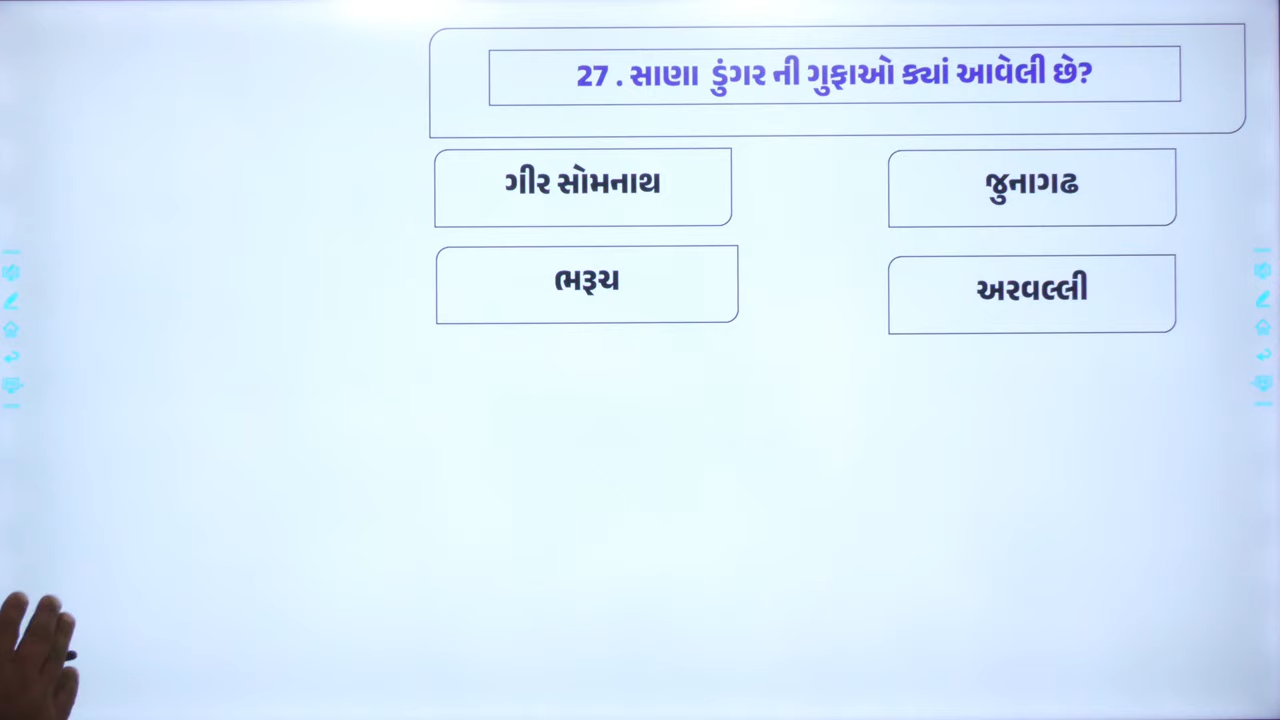 27 . સાણા ડુંગર ની ગુફાઓ ક્યાં આવેલી છે?
ગીર સોમનાથ
જુનાગઢ
ભરૂચ
અરવલ્લી